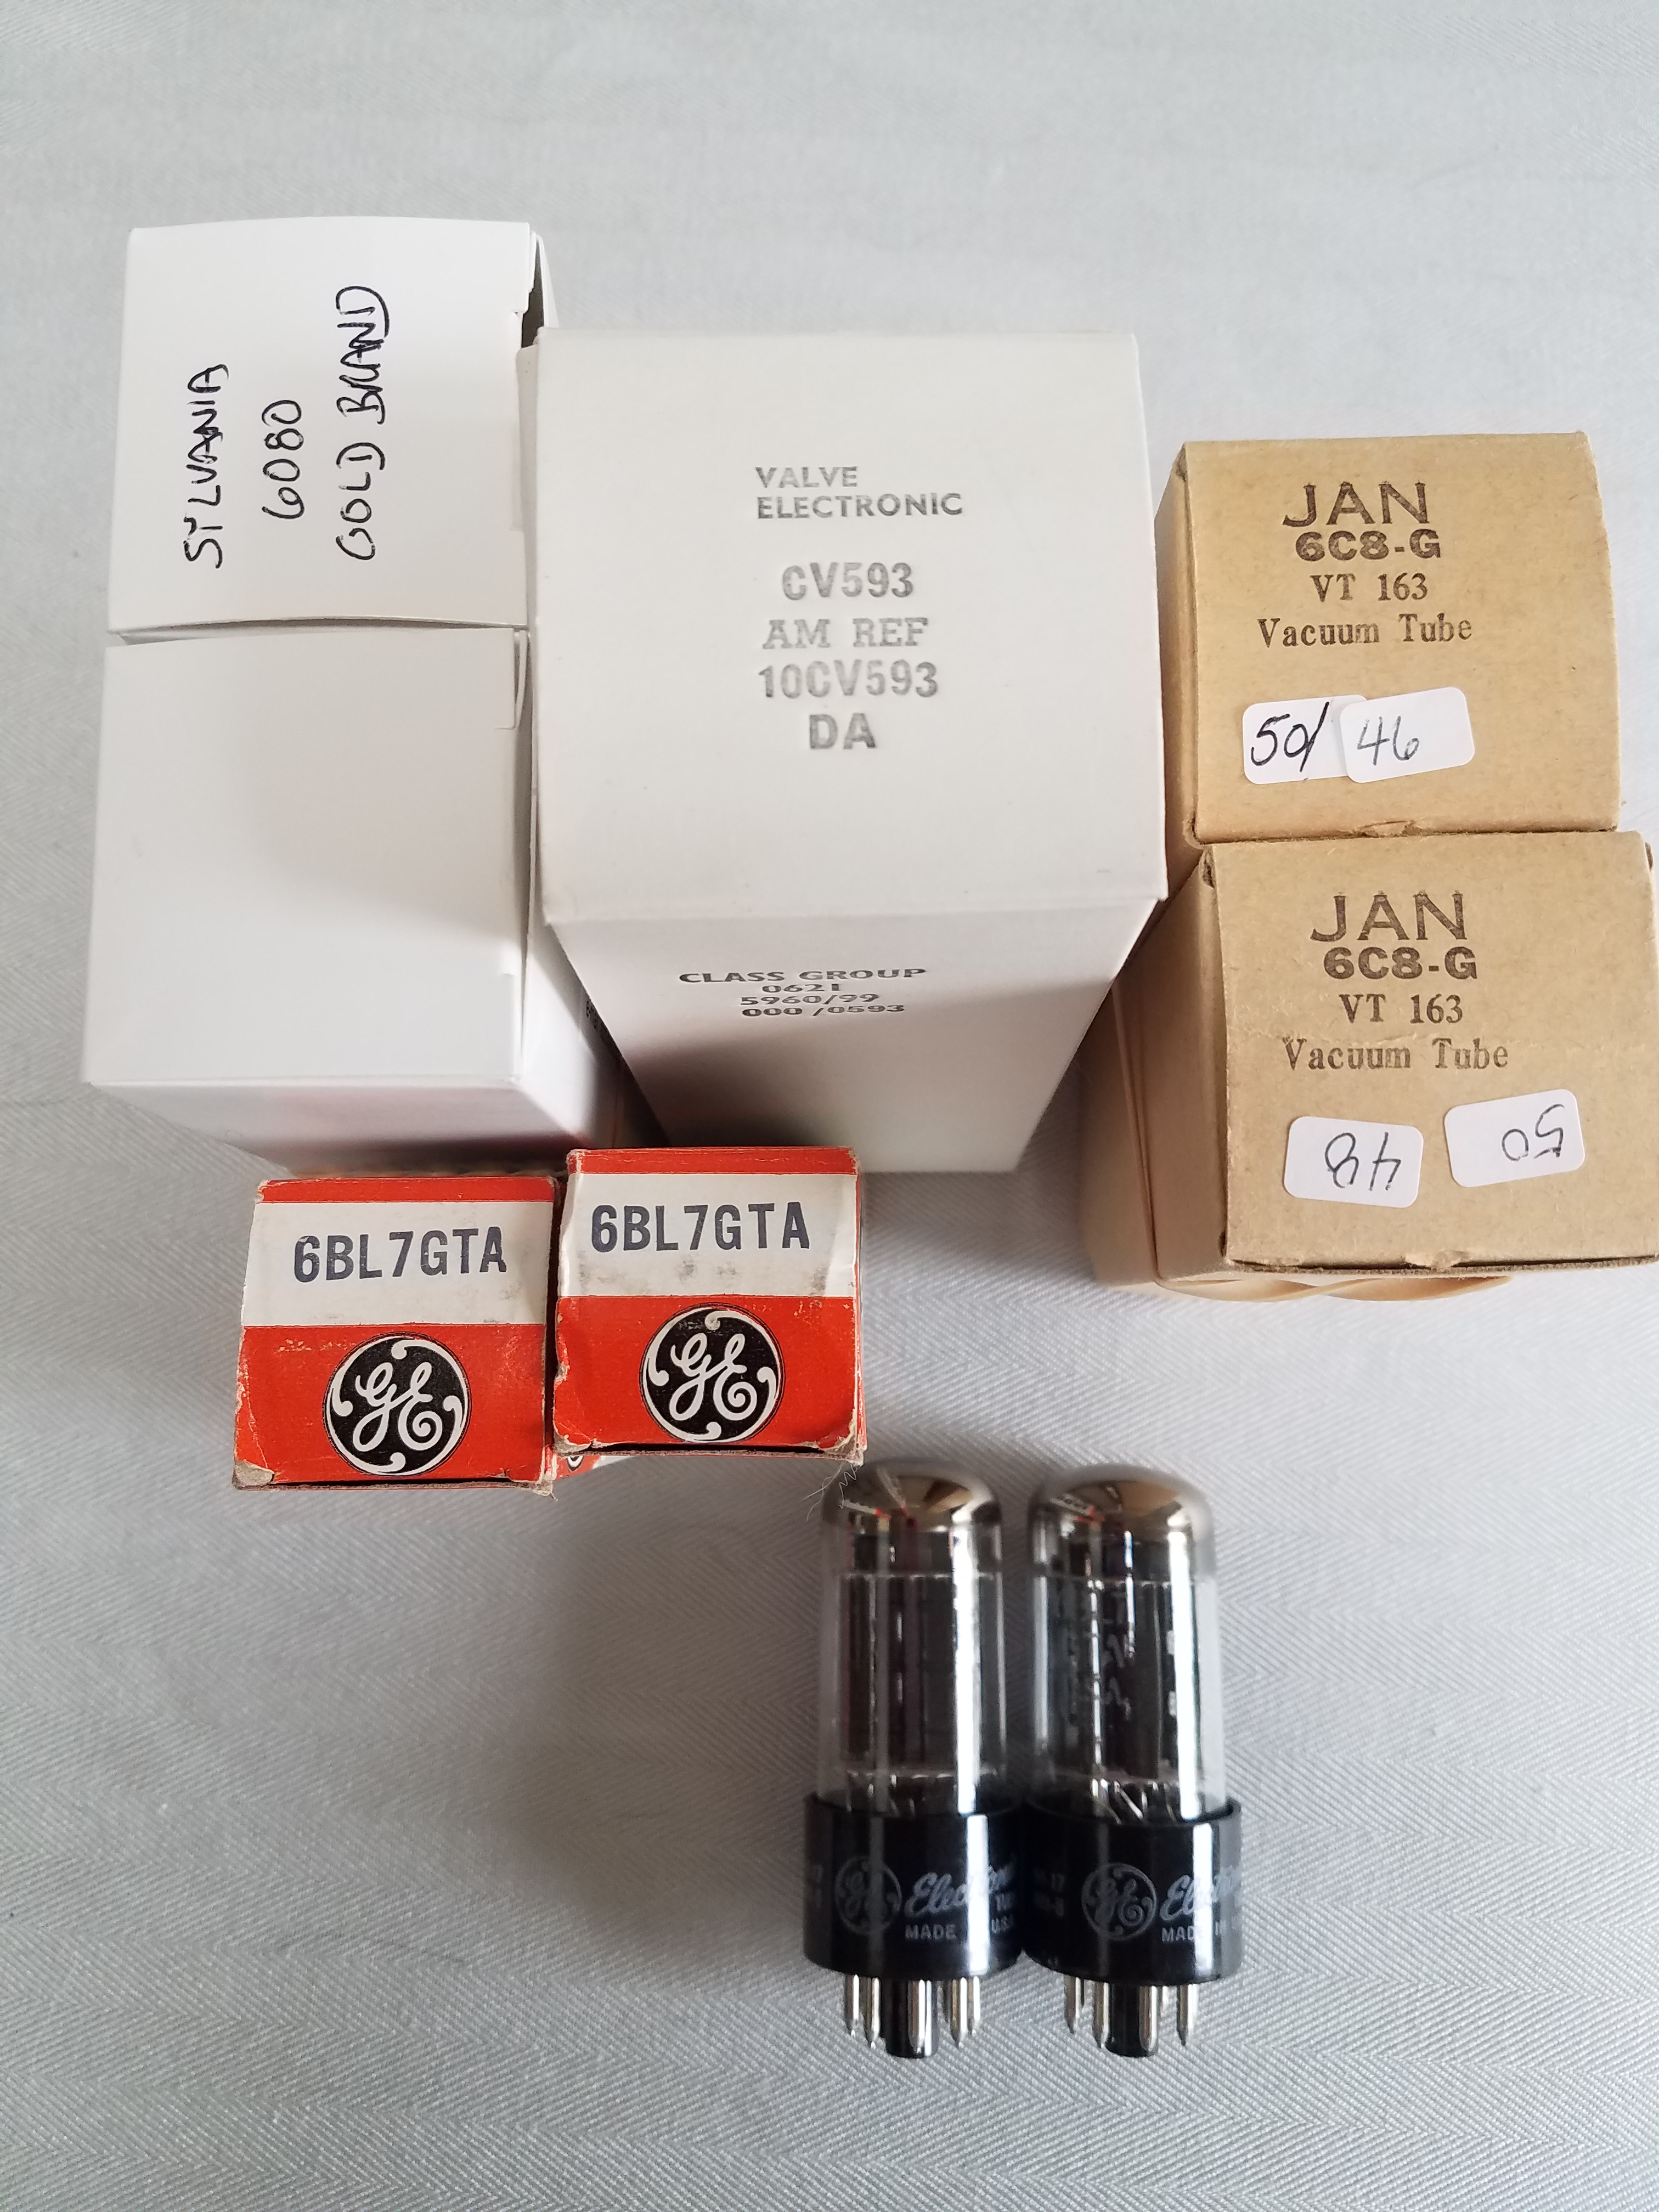 SYLVANIA
6080
GOLD BRAND
VALVE
ELECTRONIC
CV593
AM REF
10CV593
DA
CLASS GROUP
0621
5960/99
000/0593
JAN
6C8-G
VT 163
Vacuum Tube
50/ 46
JAN
6C8-G
VT 163
Vacuum Tube
48 50
6BL7GTA
GE
6BL7GTA
GE
GE
MADE
USA
GE
MADE IN